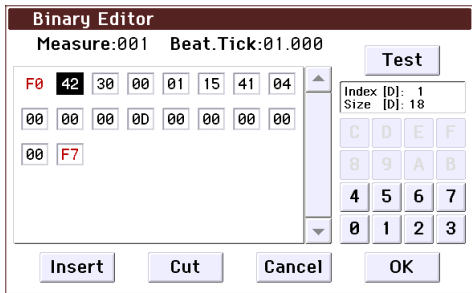 Binary Editor
Measure:001 Beat.Tick:01.000
Test
F0 42 30 00 01 15 41 04
00 00 00 0D 00 00 00 00
00 F7
Index [D]: 1
Size [D]: 18
C D E F
8 9 A B
4 5 6 7
0 1 2 3
Insert Cut Cancel OK